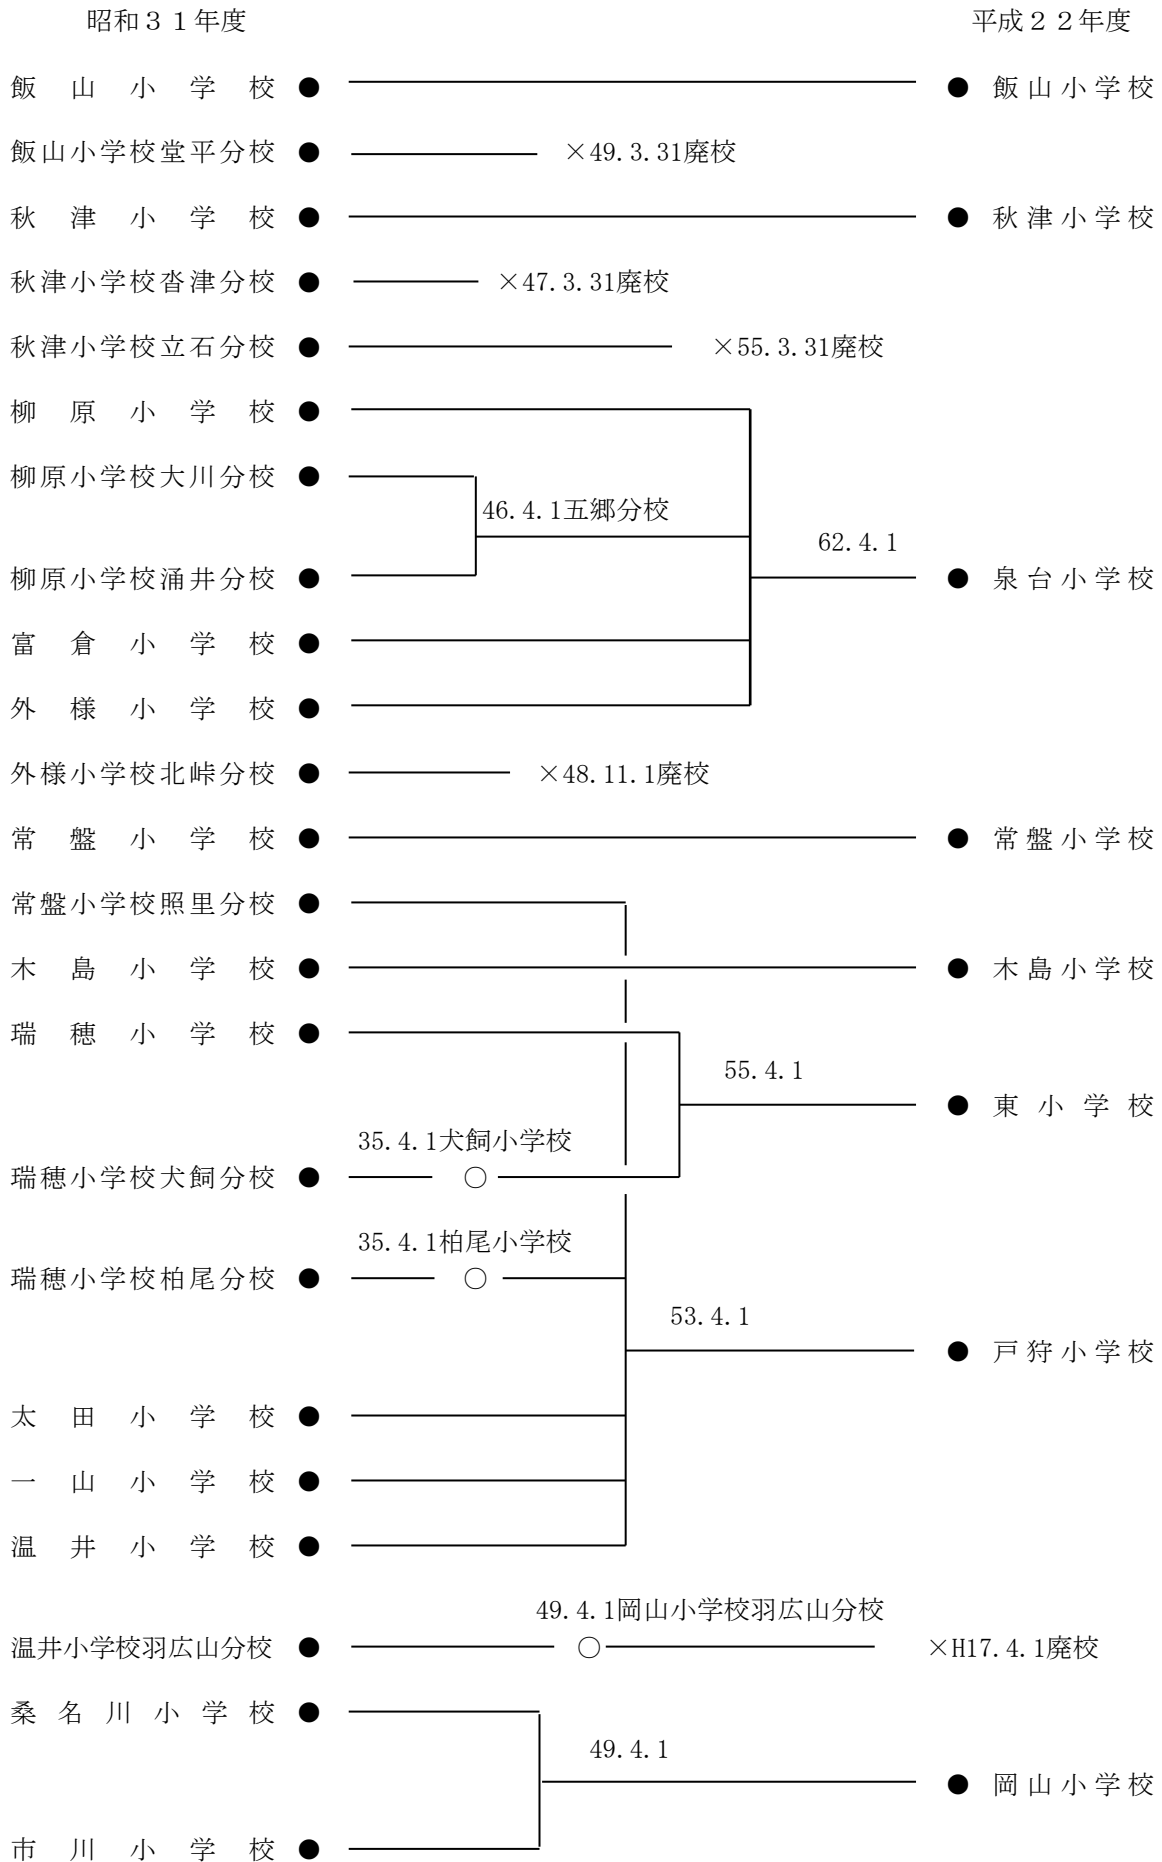 昭和３１年度 平成２２年度
飯山小学校 ● ● 飯山小学校
飯山小学校堂平分校 ● ×49.3.31廃校
秋津小学校 ● ● 秋津小学校
秋津小学校沓津分校 ● ×47.3.31廃校
秋津小学校立石分校 ● ×55.3.31廃校
柳原小学校 ●
柳原小学校大川分校 ●
46.4.1五郷分校
62.4.1
柳原小学校涌井分校 ● ● 泉台小学校
富倉小学校 ●
外様小学校 ●
外様小学校北峠分校 ● ×48.11.1廃校
常盤小学校 ● ● 常盤小学校
常盤小学校照里分校 ●
木島小学校 ● ● 木島小学校
瑞穂小学校 ●
55.4.1
● 東小学校
35.4.1犬飼小学校
瑞穂小学校犬飼分校 ● ○
35.4.1柏尾小学校
瑞穂小学校柏尾分校 ● ○
53.4.1
● 戸狩小学校
太田小学校 ●
一山小学校 ●
温井小学校 ●
49.4.1岡山小学校羽広山分校
温井小学校羽広山分校 ● ○ ×H17.4.1廃校
桑名川小学校 ●
49.4.1
● 岡山小学校
市川小学校 ●